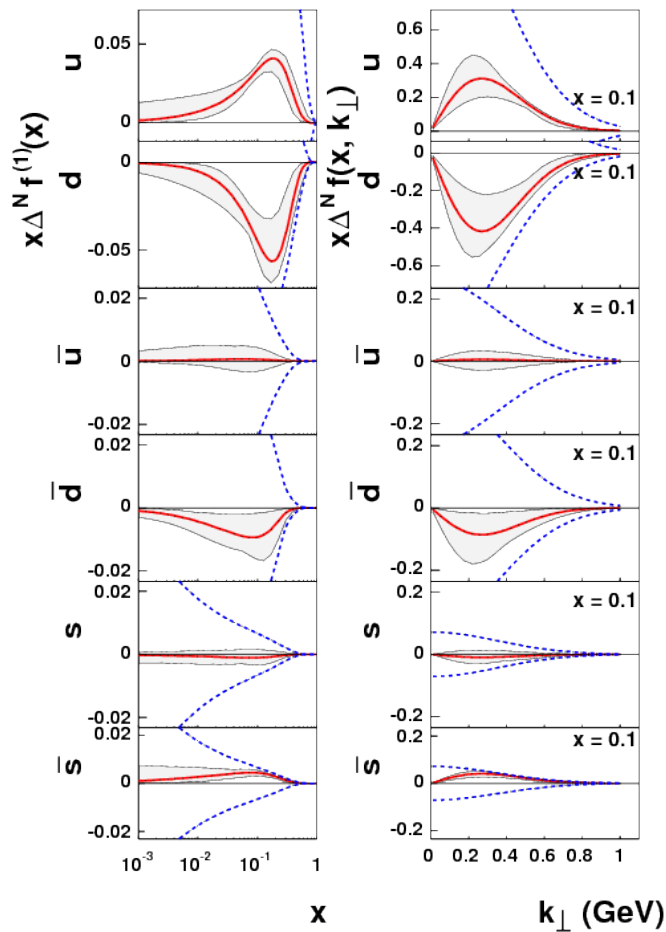 x Δ^N f^(1)(x)
u
0.05
0
d
0
-0.05
u̅
0.02
0
-0.02
d̅
0.02
0
-0.02
s
0.02
0
-0.02
s̅
0.02
0
-0.02
10^-3
10^-2
10^-1
1
x
x Δ^N f(x, k_⊥)
u
0.6
0.4
0.2
0
x = 0.1
d
0
-0.2
-0.4
-0.6
x = 0.1
u̅
0.2
0
-0.2
x = 0.1
d̅
0.2
0
-0.2
x = 0.1
s
0.2
0
-0.2
x = 0.1
s̅
0.2
0
-0.2
x = 0.1
0 0.2 0.4 0.6 0.8 1
k_⊥ (GeV)